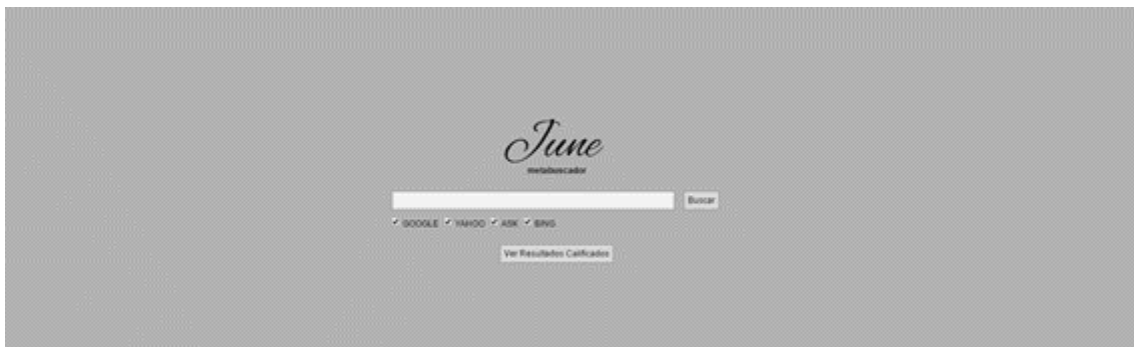 June
metabuscador
Buscar
GOOGLE YAHOO ASK BING
Ver Resultados Calificados